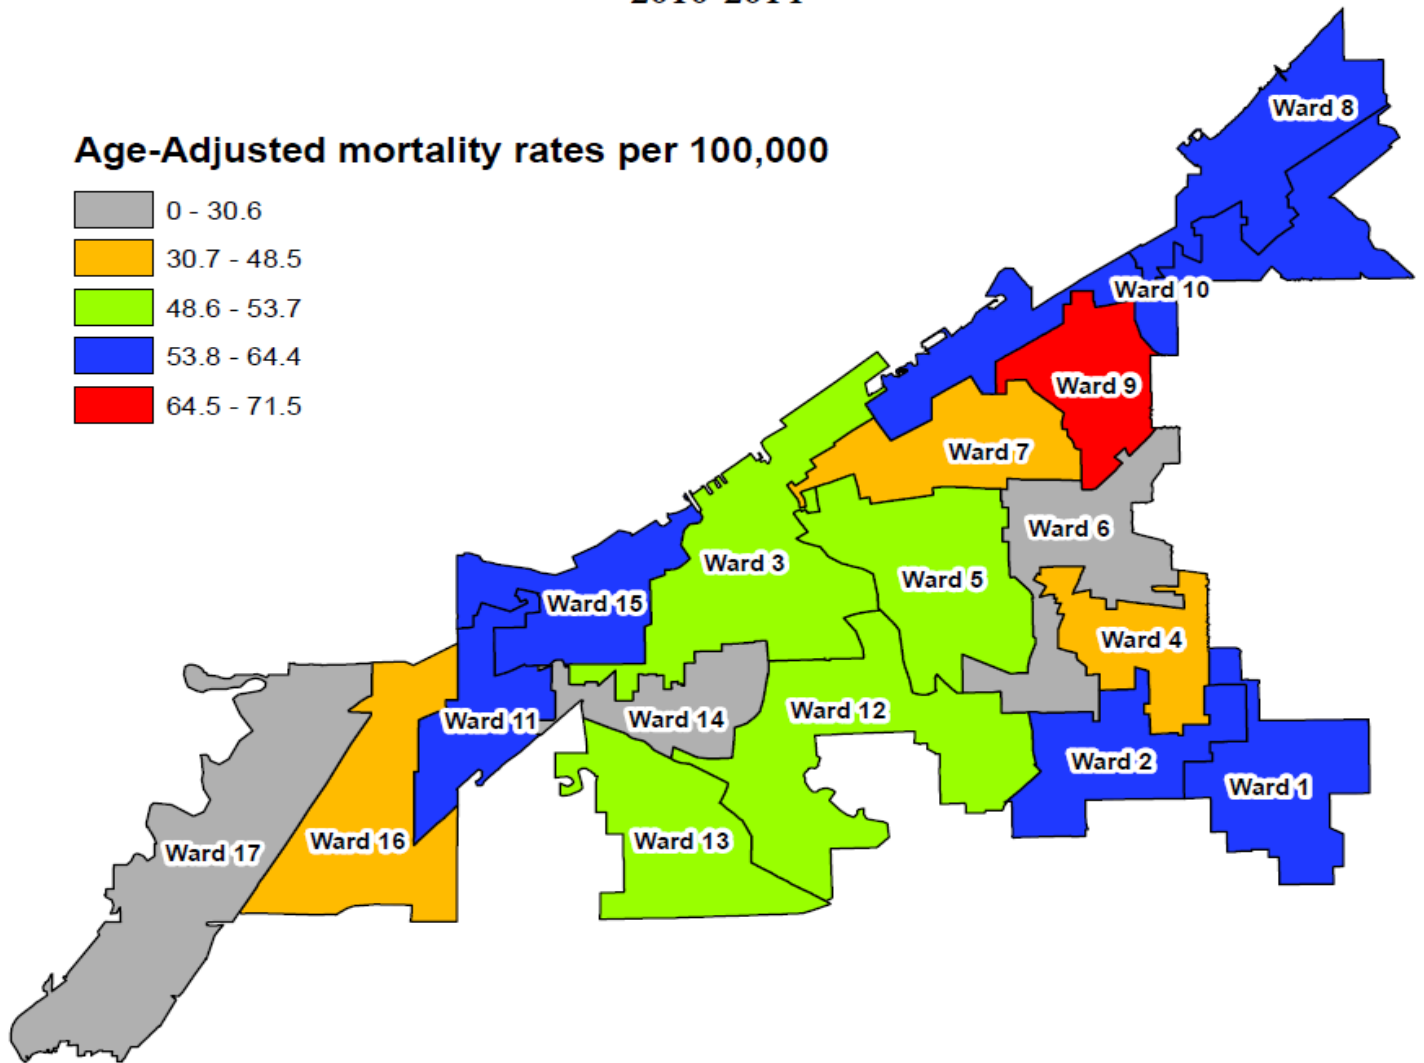 Age-Adjusted mortality rates per 100,000
0 - 30.6
30.7 - 48.5
48.6 - 53.7
53.8 - 64.4
64.5 - 71.5
Ward 8
Ward 10
Ward 9
Ward 7
Ward 6
Ward 3
Ward 5
Ward 15
Ward 4
Ward 11
Ward 14
Ward 12
Ward 2
Ward 1
Ward 17
Ward 16
Ward 13